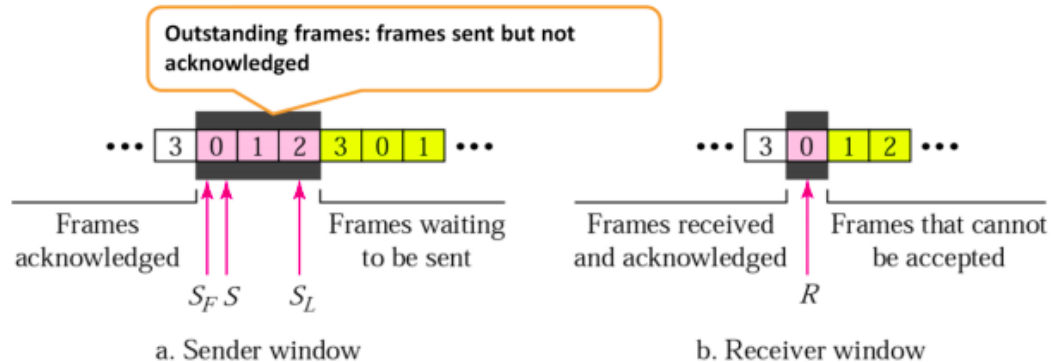 Outstanding frames: frames sent but not
acknowledged
••• 3 0 1 2 3 0 1 •••
••• 3 0 1 2 •••
Frames
acknowledged
Frames waiting
to be sent
Frames received
and acknowledged
Frames that cannot
be accepted
S_F S S_L
R
a. Sender window
b. Receiver window